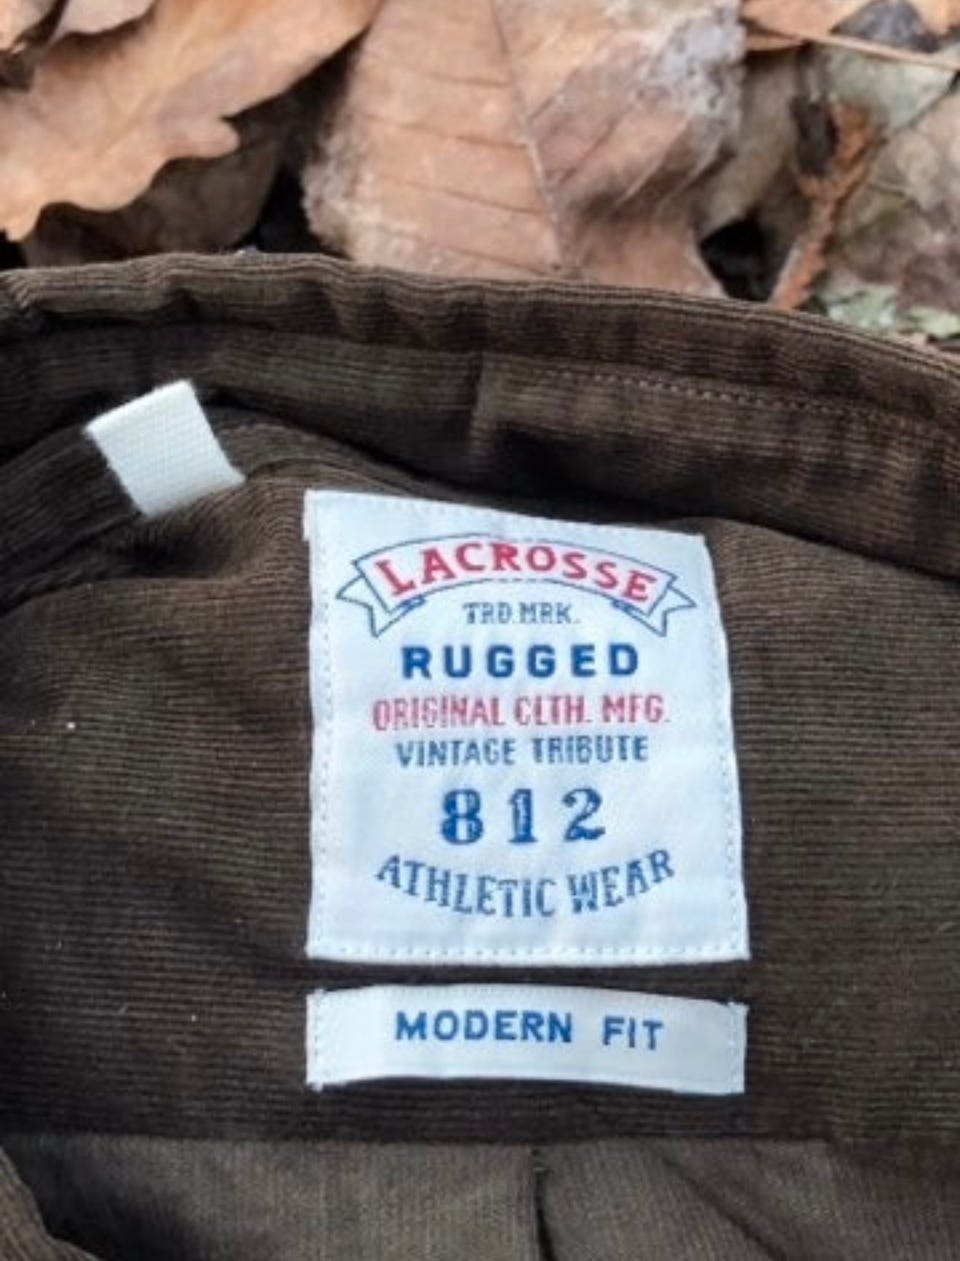 LACROSSE
TRD.MRK.
RUGGED
ORIGINAL CLTH. MFG.
VINTAGE TRIBUTE
812
ATHLETIC WEAR
MODERN FIT